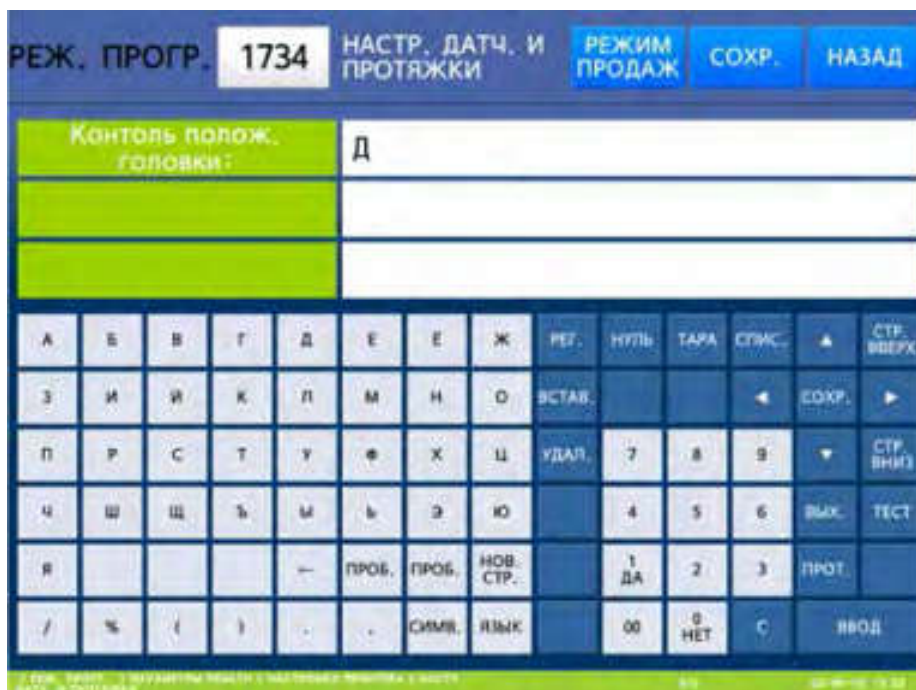 РЕЖ. ПРОГР. 1734 НАСТР. ДАТЧ. И ПРОТЯЖКИ РЕЖИМ ПРОДАЖ СОХР. НАЗАД
Контоль полож. головки: Д
А Б В Г Д Е Ё Ж РЕГ. НУЛЬ ТАРА СПИС. ▲ СТР. ВВЕРХ
З И Й К Л М Н О ВСТАВ. ◄ СОХР. ►
П Р С Т У Ф Х Ц УДАЛ. 7 8 9 ▼ СТР. ВНИЗ
Ч Ш Щ Ъ Ы Ь Э Ю 4 5 6 ВЫХ. ТЕСТ
Я ← ПРОБ. ПРОБ. НОВ. СТР. 1 ДА 2 3 ПРОТ.
/ % ( ) . , СИМВ. ЯЗЫК 00 0 НЕТ С ВВОД